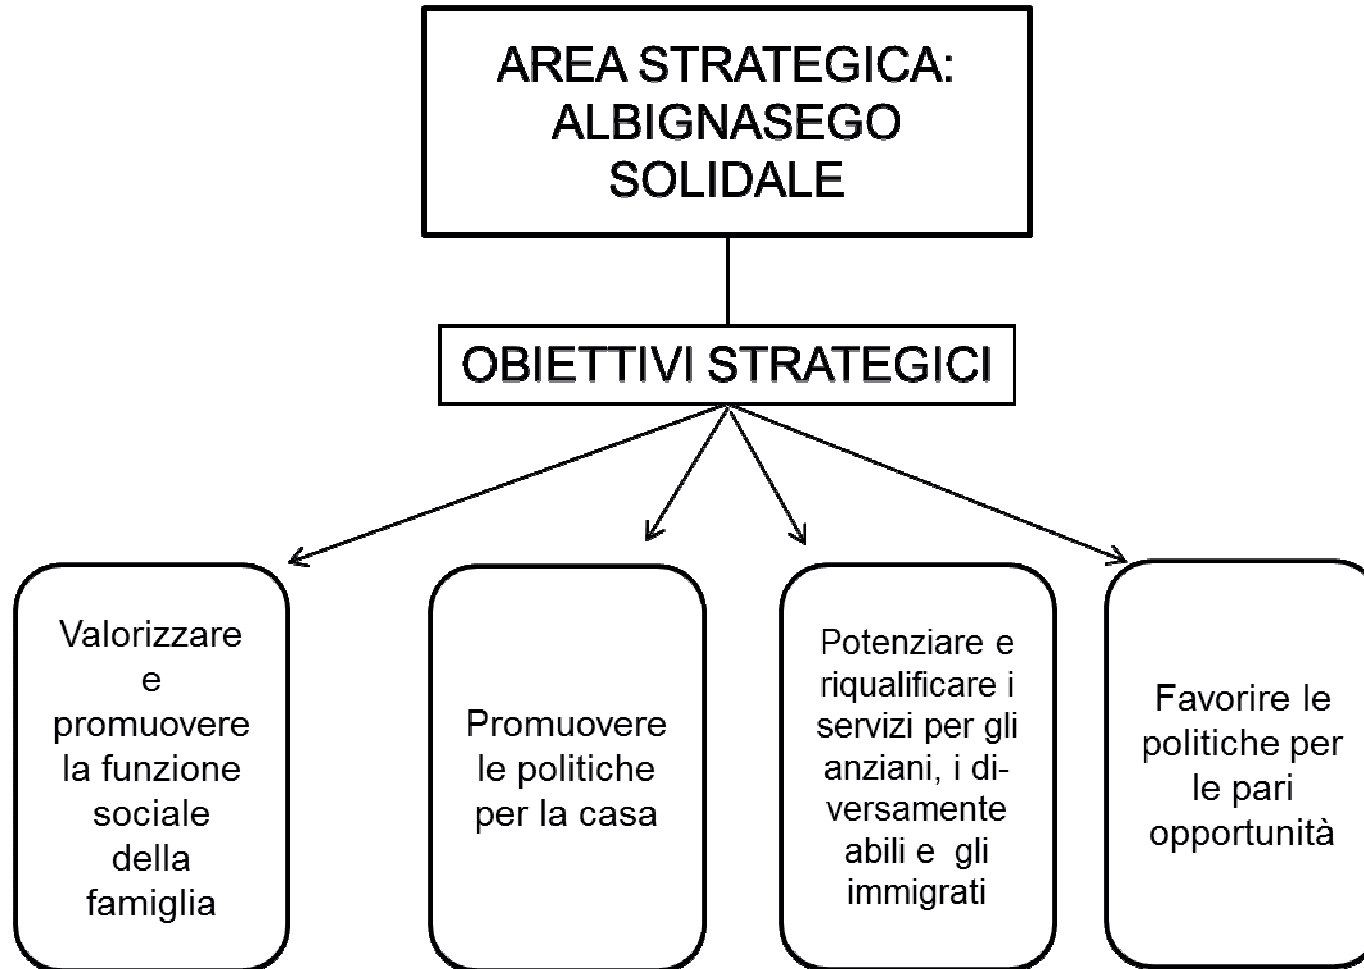 AREA STRATEGICA:
ALBIGNASEGO
SOLIDALE
OBIETTIVI STRATEGICI
Valorizzare
e
promuovere
la funzione
sociale
della
famiglia
Promuovere
le politiche
per la casa
Potenziare e
riqualificare i
servizi per gli
anziani, i di-
versamente
abili e  gli
immigrati
Favorire le
politiche per
le pari
opportunità